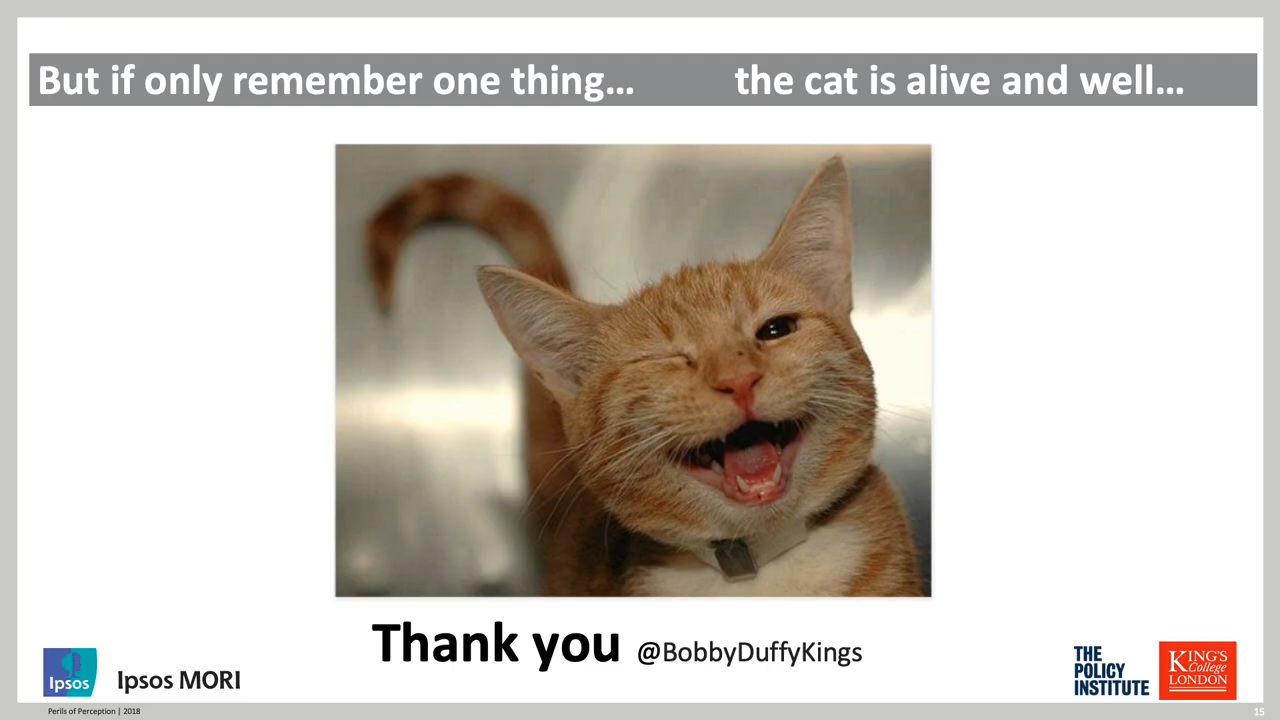 But if only remember one thing… the cat is alive and well…
Thank you @BobbyDuffyKings
Ipsos
Ipsos MORI
THE
POLICY
INSTITUTE
KING'S
College
LONDON
Perils of Perception | 2018
15